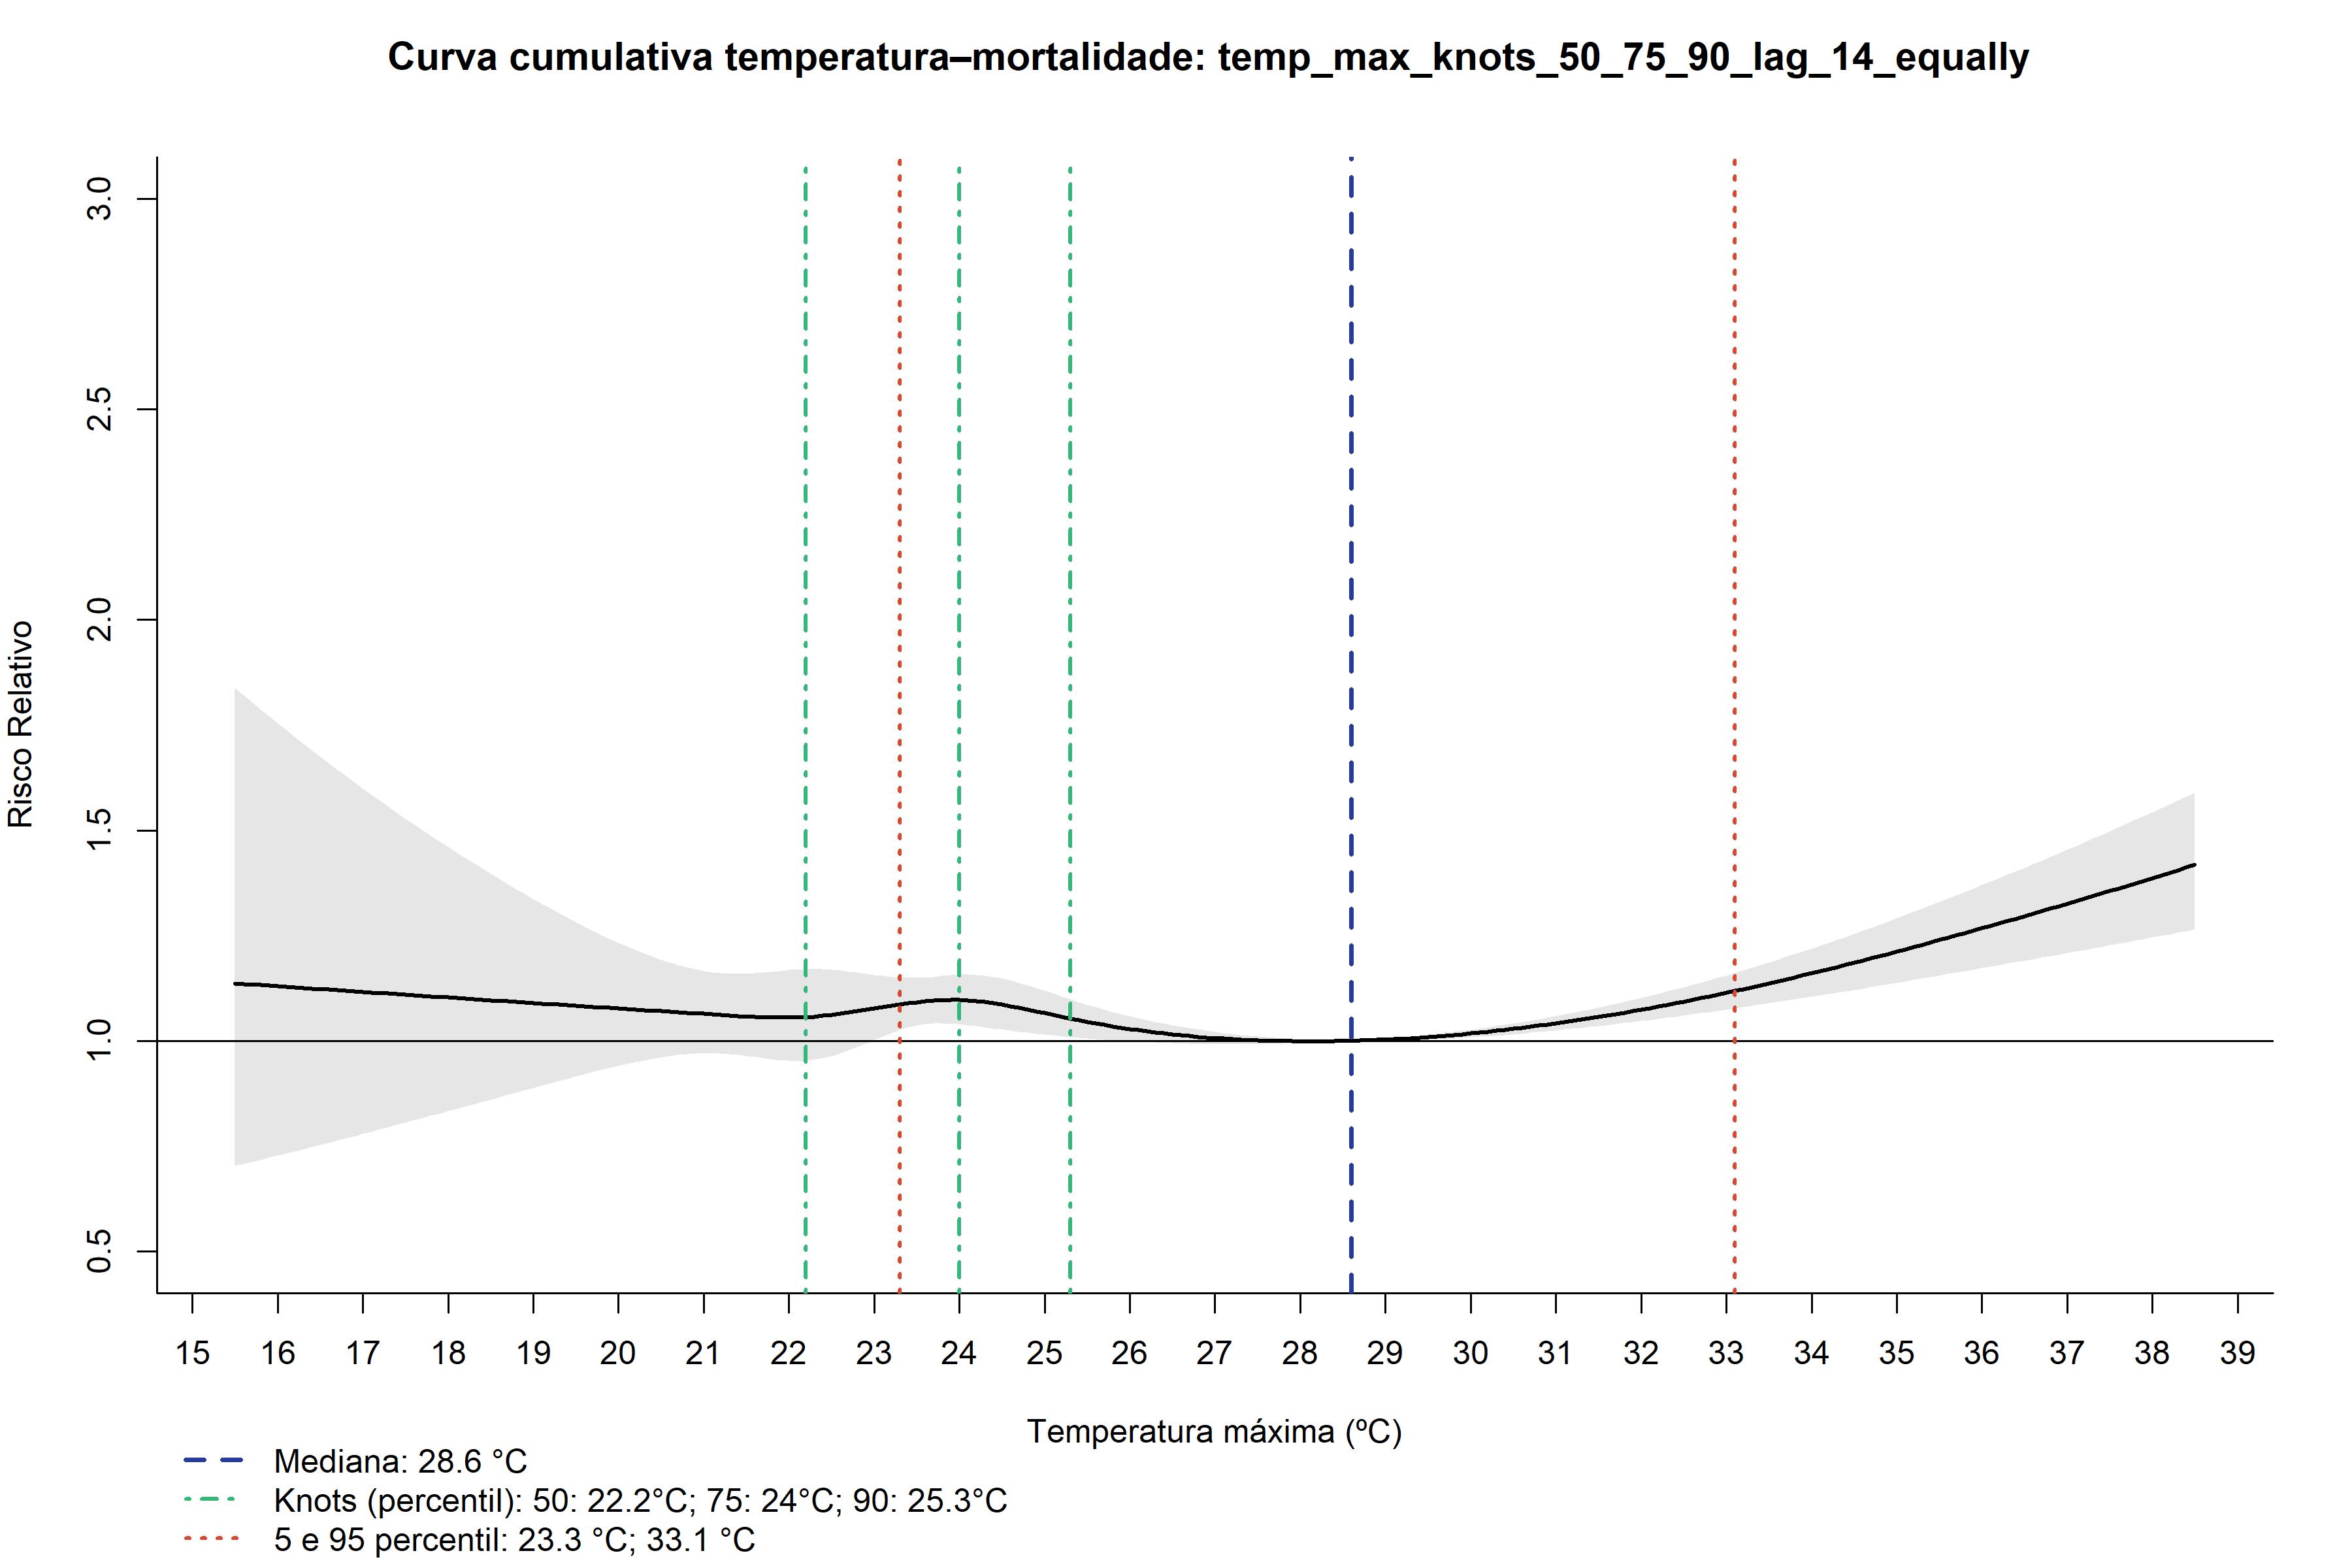 Curva cumulativa temperatura–mortalidade: temp_max_knots_50_75_90_lag_14_equally
Risco Relativo
3.0
2.5
2.0
1.5
1.0
0.5
15 16 17 18 19 20 21 22 23 24 25 26 27 28 29 30 31 32 33 34 35 36 37 38 39
Temperatura máxima (ºC)
Mediana: 28.6 °C
Knots (percentil): 50: 22.2°C; 75: 24°C; 90: 25.3°C
5 e 95 percentil: 23.3 °C; 33.1 °C